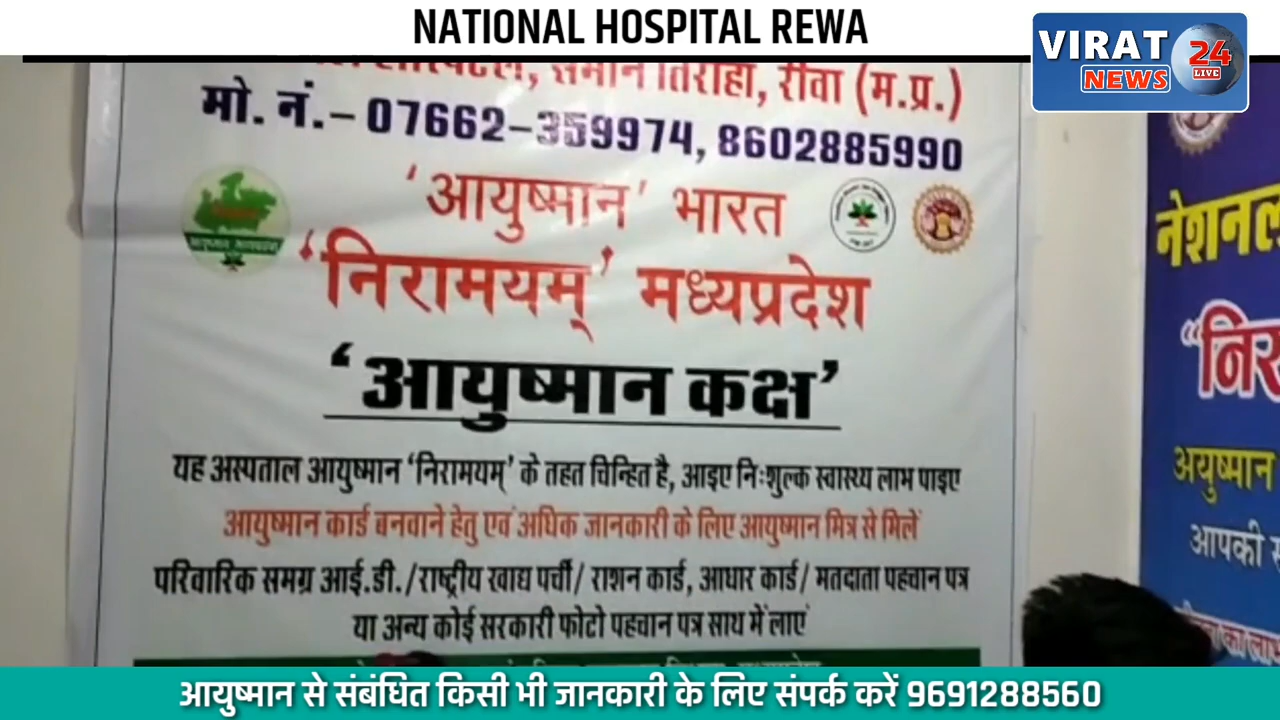 NATIONAL HOSPITAL REWA
VIRAT
NEWS
24
LIVE
समान तिराहा, रीवा (म.प्र.)
मो. नं.– 07662–359974, 8602885990
‘आयुष्मान’ भारत
‘निरामयम्’ मध्यप्रदेश
‘आयुष्मान कक्ष’
यह अस्पताल आयुष्मान ‘निरामयम्’ के तहत चिन्हित है, आइए निःशुल्क स्वास्थ्य लाभ पाइए
आयुष्मान कार्ड बनवाने हेतु एवं अधिक जानकारी के लिए आयुष्मान मित्र से मिलें
परिवारिक समग्र आई.डी./राष्ट्रीय खाद्य पर्ची/ राशन कार्ड, आधार कार्ड/ मतदाता पहचान पत्र
या अन्य कोई सरकारी फोटो पहचान पत्र साथ में लाएं
नेशनल
“निर
अयुष्मान
आपकी
का लाभ
आयुष्मान से संबंधित किसी भी जानकारी के लिए संपर्क करें 9691288560